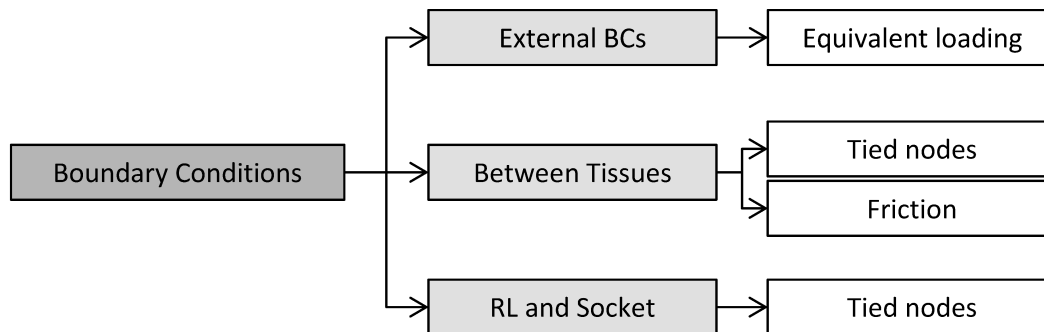 External BCs
Equivalent loading
Boundary Conditions
Between Tissues
Tied nodes
Friction
RL and Socket
Tied nodes